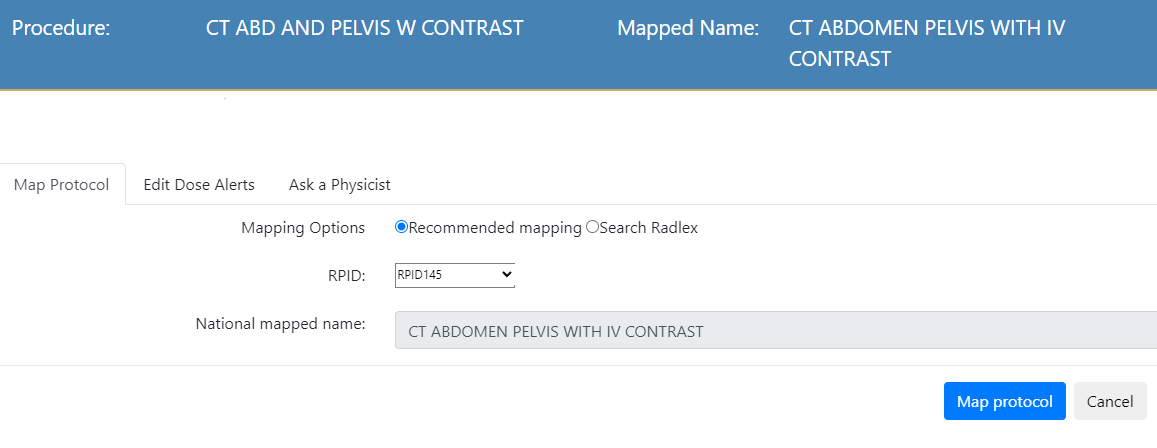 Procedure: CT ABD AND PELVIS W CONTRAST Mapped Name: CT ABDOMEN PELVIS WITH IV
CONTRAST
Map Protocol Edit Dose Alerts Ask a Physicist
Mapping Options Recommended mapping Search Radlex
RPID: RPID145
National mapped name: CT ABDOMEN PELVIS WITH IV CONTRAST
Map protocol Cancel